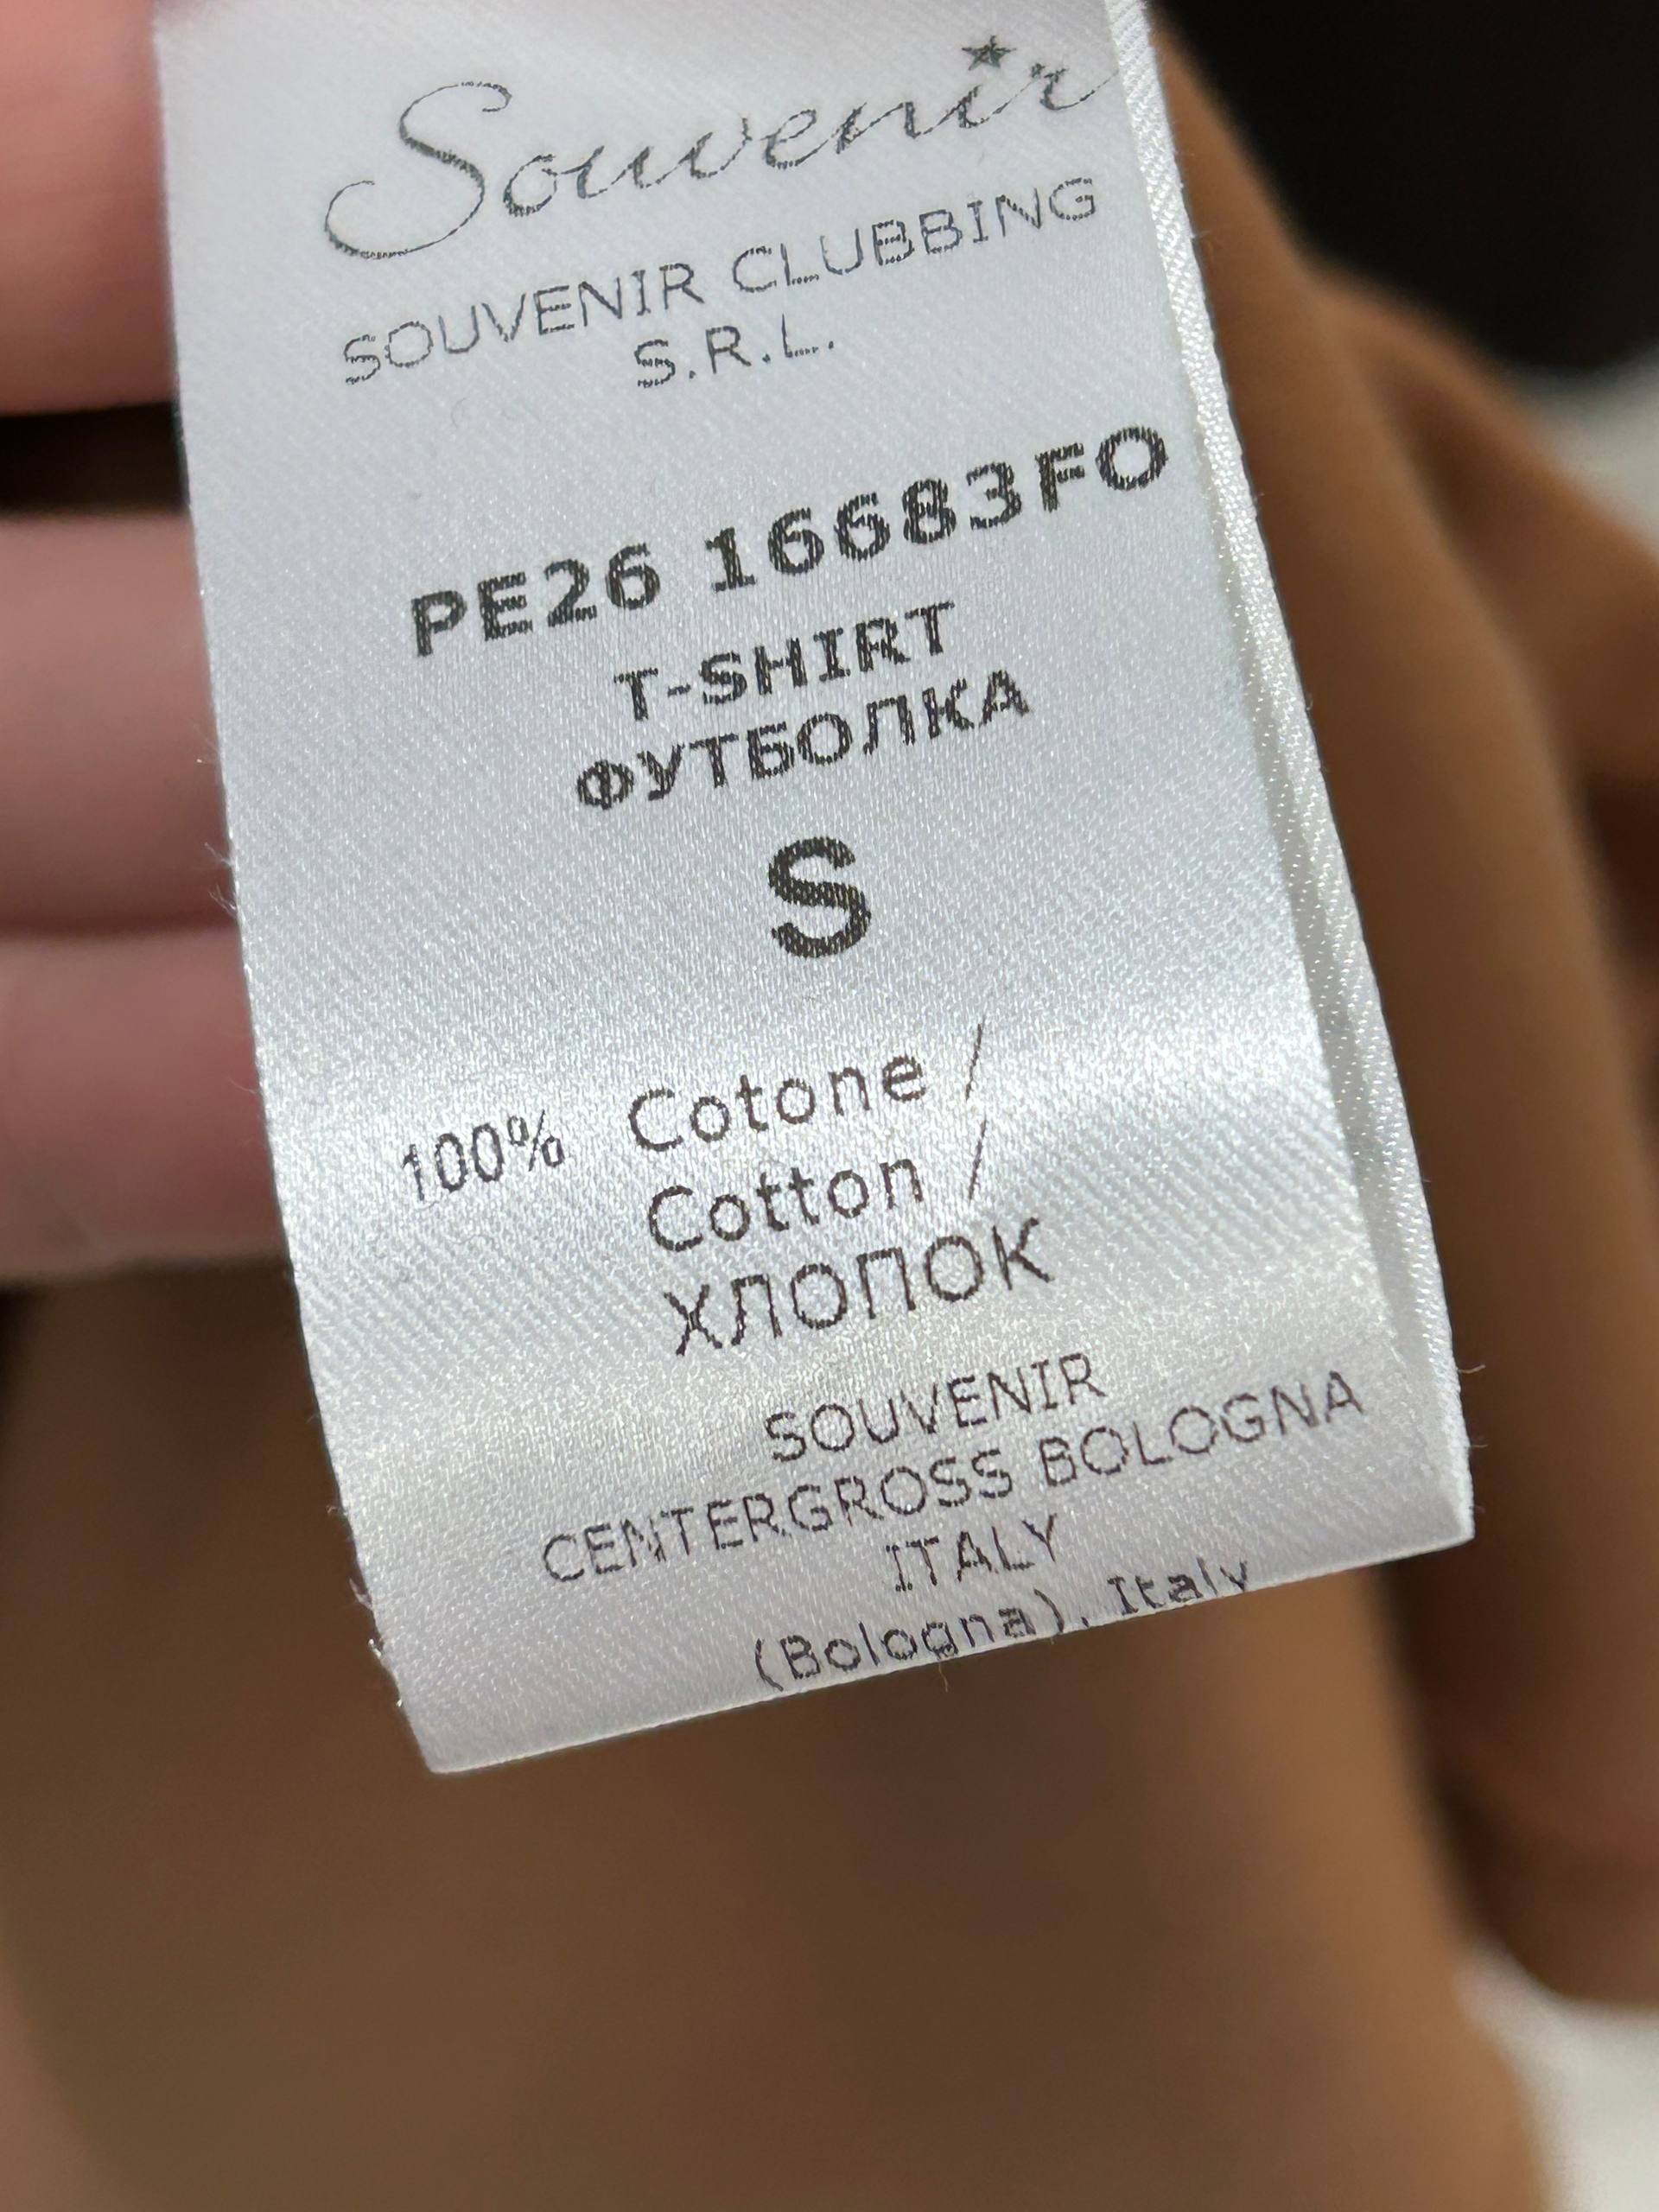 Souvenir
SOUVENIR CLUBBING
S.R.L.
PE26 16683FO
T-SHIRT
ФУТБОЛКА
S
100% Cotone /
Cotton /
ХЛОПОК
SOUVENIR
CENTERGROSS BOLOGNA
ITALY
(Bologna), Italy